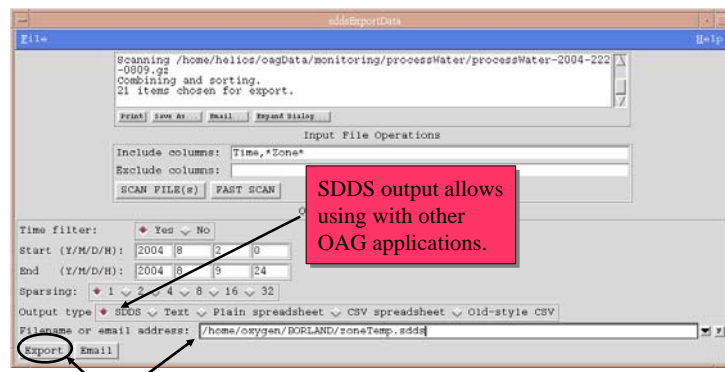 sddsExportData
File Help
Scanning /home/helios/oagData/monitoring/processWater/processWater-2004-222
-0809.gz
Combining and sorting.
21 items chosen for export.
Print Save As... Email... Expand Dialog...
Input File Operations
Include columns: Time,*Zone*
Exclude columns:
SCAN FILE(s) FAST SCAN
SDDS output allows
using with other
OAG applications.
Time filter: Yes No
Start (Y/M/D/H): 2004 8 2 0
End (Y/M/D/H): 2004 8 9 24
Sparsing: 1 2 4 8 16 32
Output type SDDS Text Plain spreadsheet CSV spreadsheet Old-style CSV
Filename or email address: /home/oxygen/BORLAND/zoneTemp.sdds
Export Email